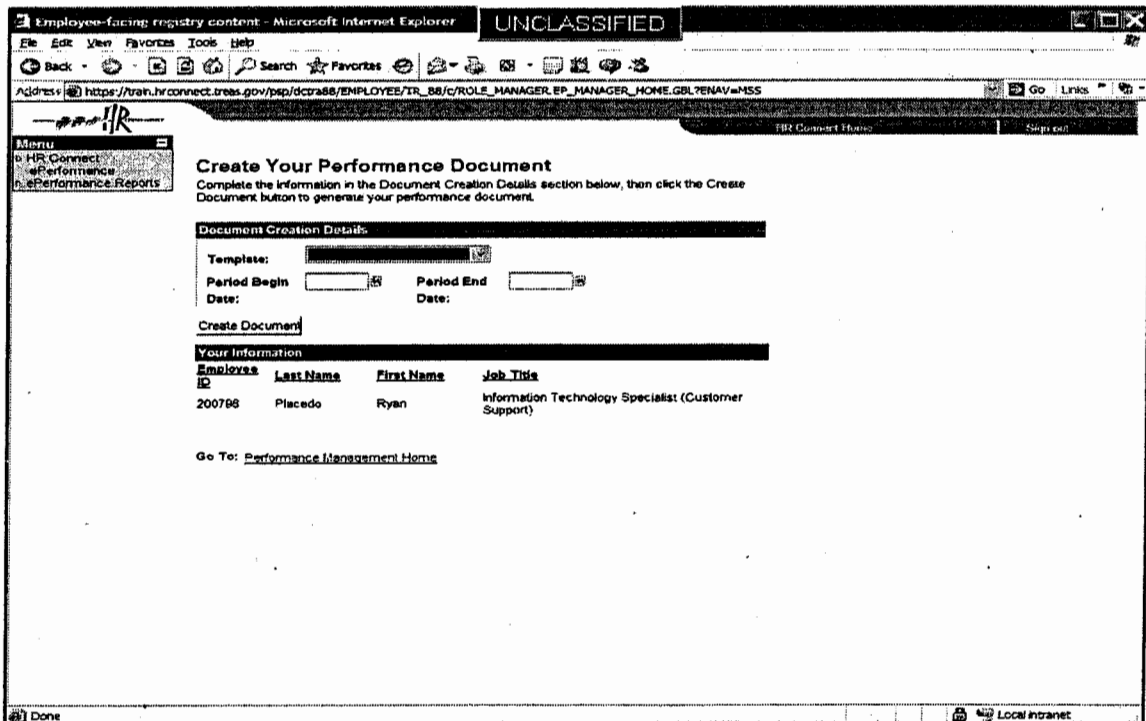 Employee-facing registry content - Microsoft Internet Explorer
UNCLASSIFIED
File Edit View Favorites Tools Help
Back Search Favorites
Address https://train.hrconnect.treas.gov/psp/dctra88/EMPLOYEE/TR_88/c/ROLE_MANAGER.EP_MANAGER_HOME.GBL?ENAV=MSS Go Links
HR
HR Connect Home Sign out
Menu
HR Connect
ePerformance
ePerformance Reports
Create Your Performance Document
Complete the information in the Document Creation Details section below, then click the Create
Document button to generate your performance document.
Document Creation Details
Template:
Period Begin Date:
Period End Date:
Create Document
Your Information
Employee ID Last Name First Name Job Title
200798 Placedo Ryan Information Technology Specialist (Customer
Support)
Go To: Performance Management Home
Done
Local intranet